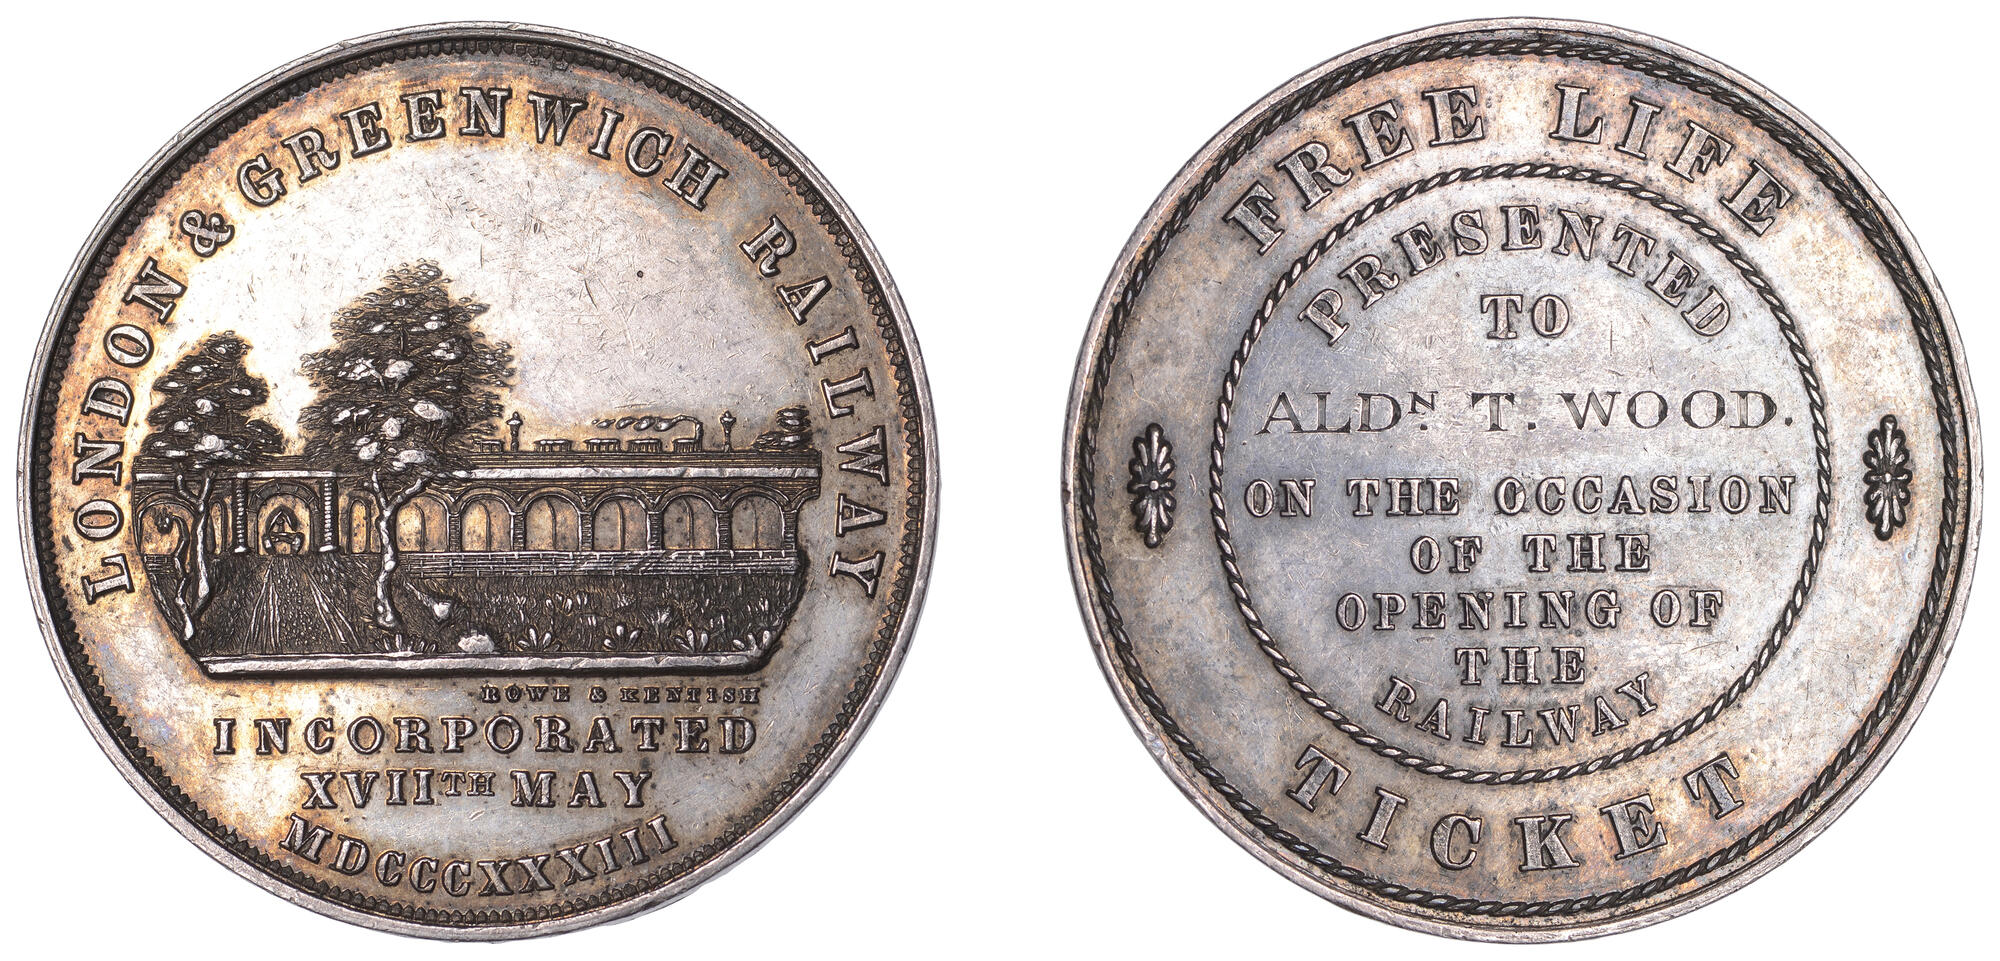 LONDON & GREENWICH RAILWAY
ROWE & KENTISH
INCORPORATED
XVIITH MAY
MDCCCXXXIII
FREE LIFE
PRESENTED
TO
ALDN. T. WOOD.
ON THE OCCASION
OF THE
OPENING OF
THE
RAILWAY
TICKET